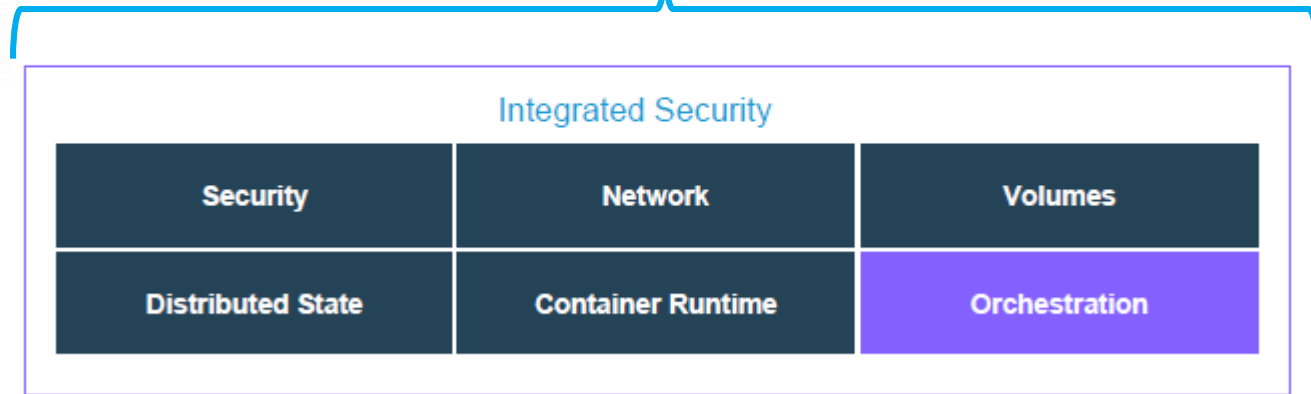 Integrated Security
Security Network Volumes
Distributed State Container Runtime Orchestration